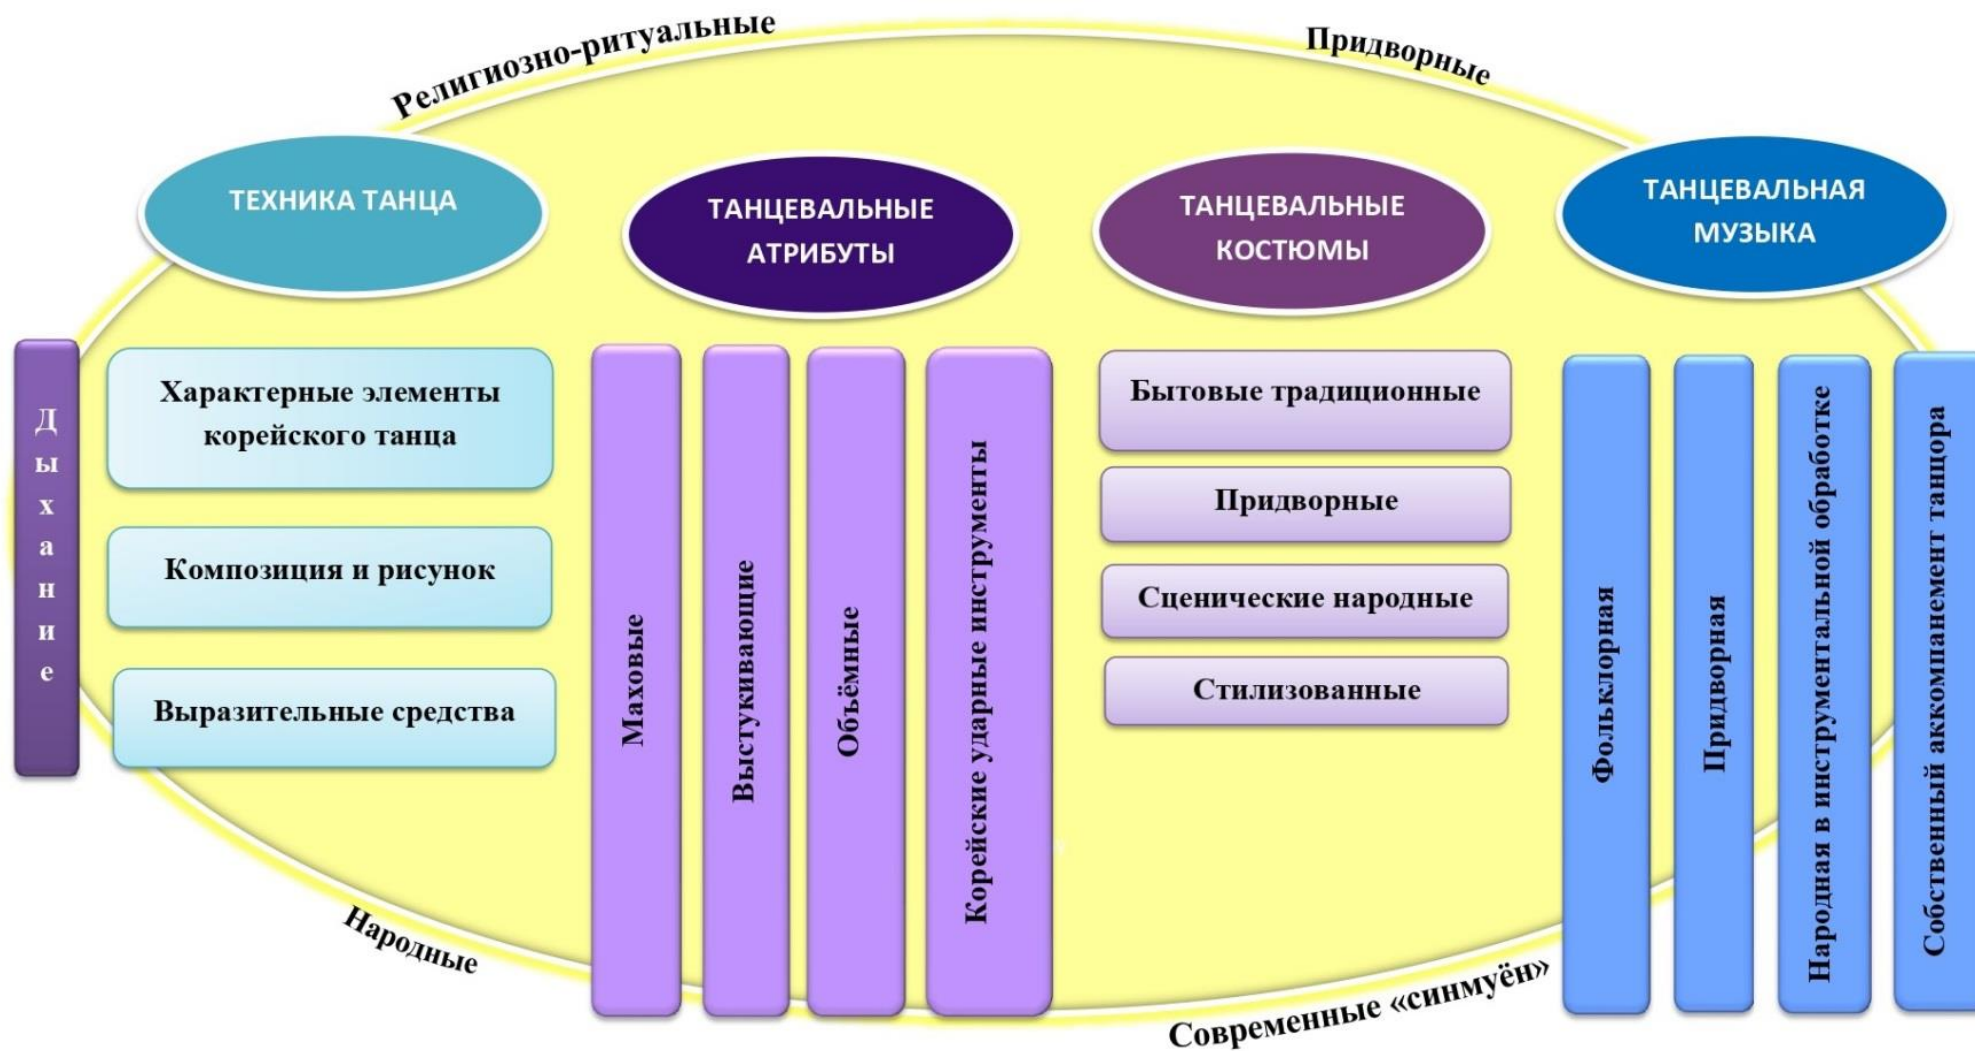 Религиозно-ритуальные
Придворные
ТЕХНИКА ТАНЦА
ТАНЦЕВАЛЬНЫЕ
АТРИБУТЫ
ТАНЦЕВАЛЬНЫЕ
КОСТЮМЫ
ТАНЦЕВАЛЬНАЯ
МУЗЫКА
Дыхание
Характерные элементы
корейского танца
Композиция и рисунок
Выразительные средства
Маховые
Выстукивающие
Объёмные
Корейские ударные инструменты
Бытовые традиционные
Придворные
Сценические народные
Стилизованные
Фольклорная
Придворная
Народная в инструментальной обработке
Собственный аккомпанемент танцора
Народные
Современные «синмуён»